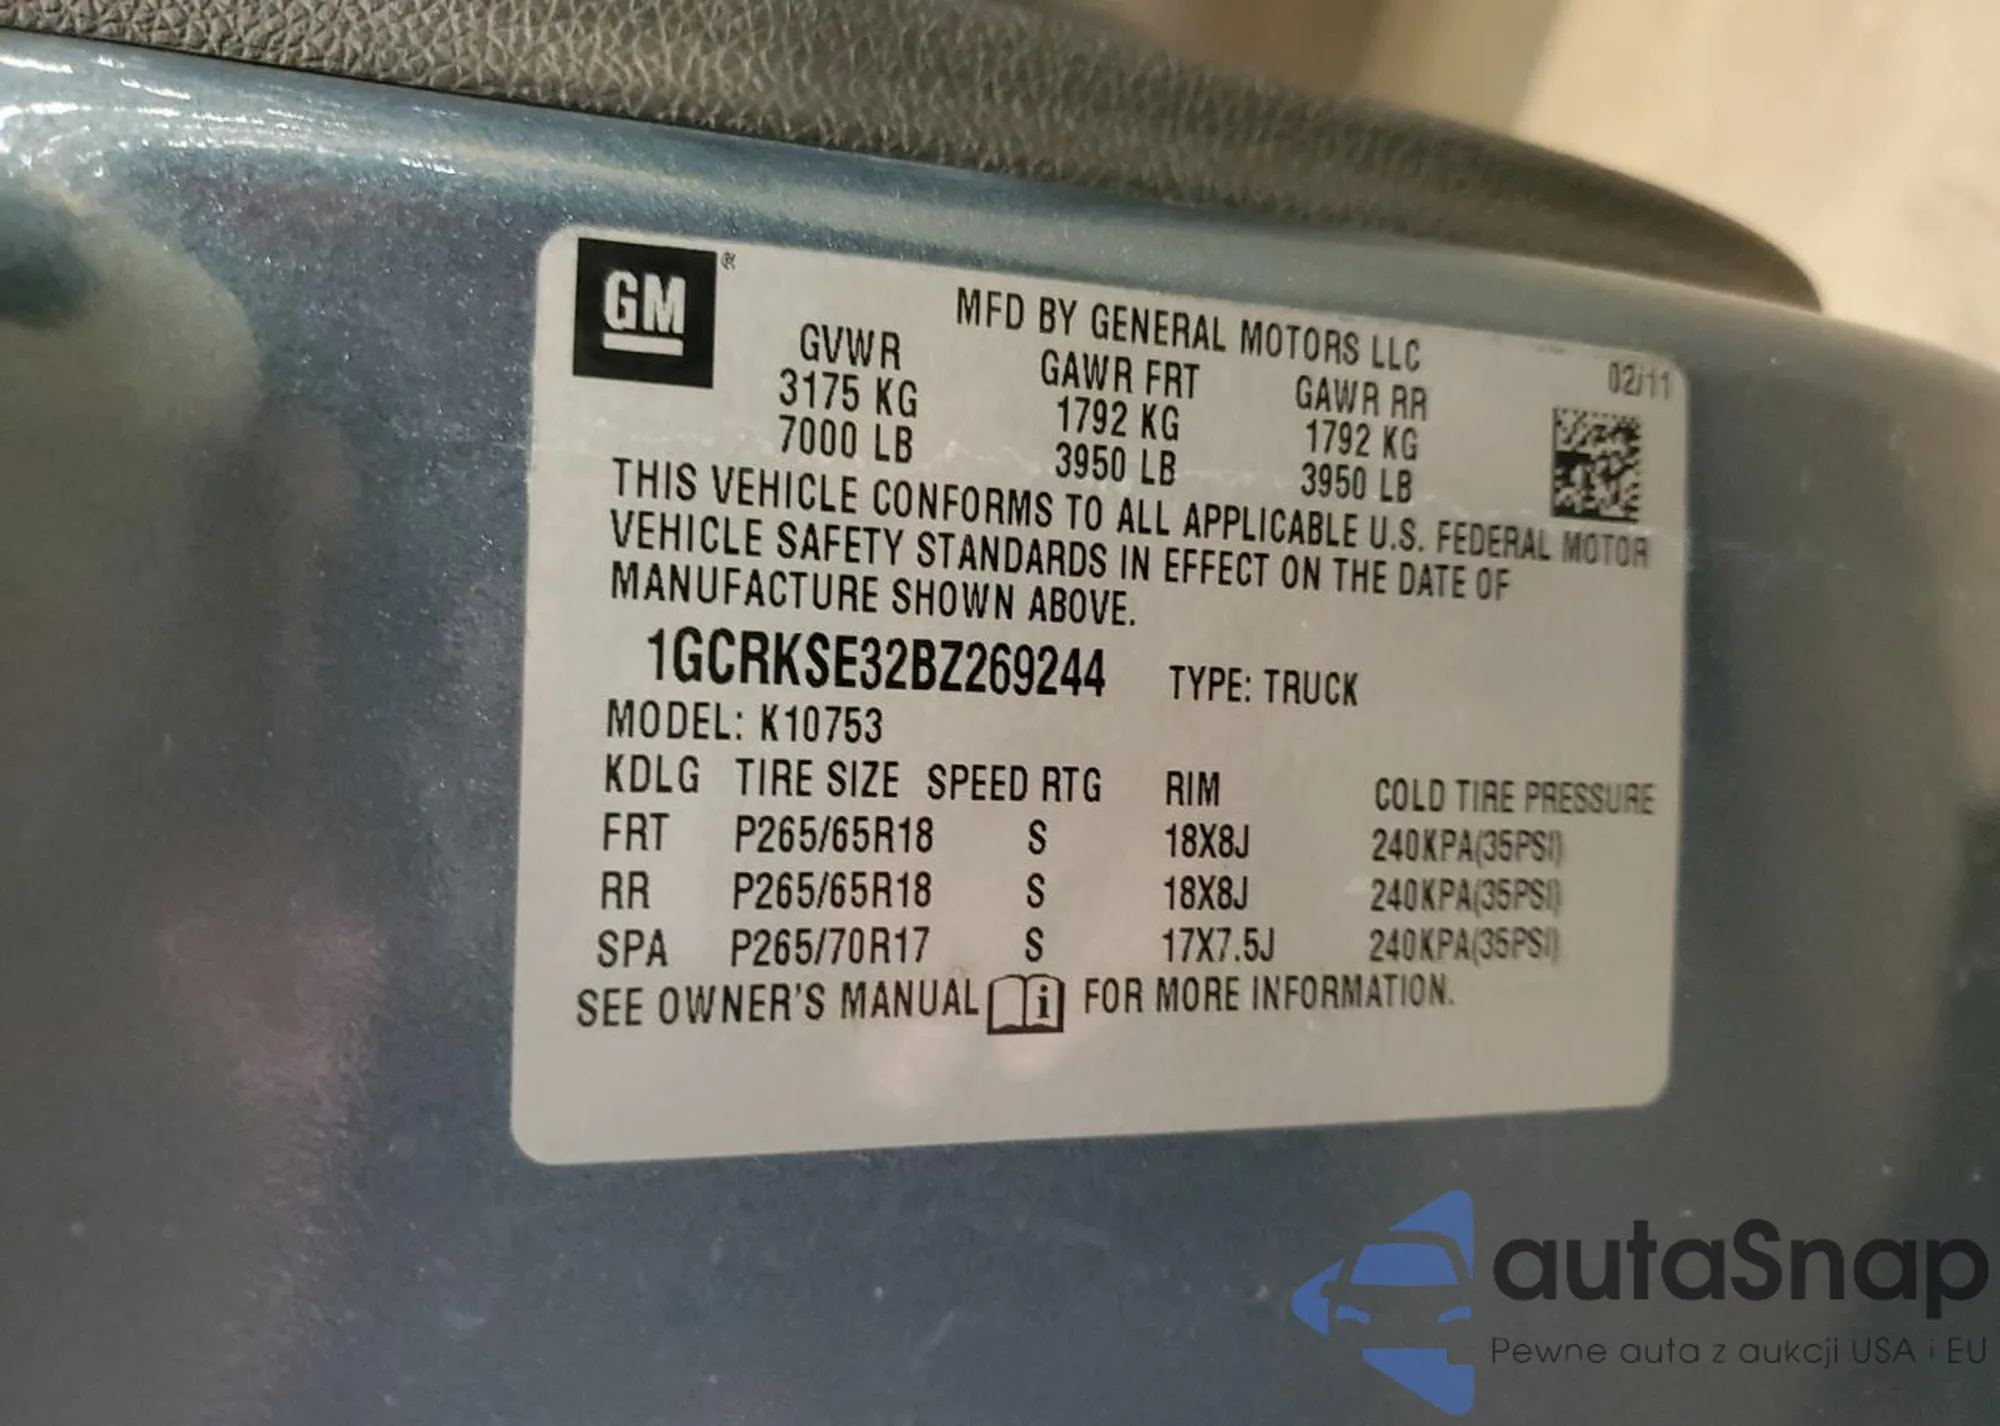 GM
MFD BY GENERAL MOTORS LLC
02/11
GVWR GAWR FRT GAWR RR
3175 KG 1792 KG 1792 KG
7000 LB 3950 LB 3950 LB
THIS VEHICLE CONFORMS TO ALL APPLICABLE U.S. FEDERAL MOTOR
VEHICLE SAFETY STANDARDS IN EFFECT ON THE DATE OF
MANUFACTURE SHOWN ABOVE.
1GCRKSE32BZ269244 TYPE: TRUCK
MODEL: K10753
KDLG TIRE SIZE SPEED RTG RIM COLD TIRE PRESSURE
FRT P265/65R18 S 18X8J 240KPA(35PSI)
RR P265/65R18 S 18X8J 240KPA(35PSI)
SPA P265/70R17 S 17X7.5J 240KPA(35PSI)
SEE OWNER'S MANUAL FOR MORE INFORMATION.
autaSnap
Pewne auta z aukcji USA i EU